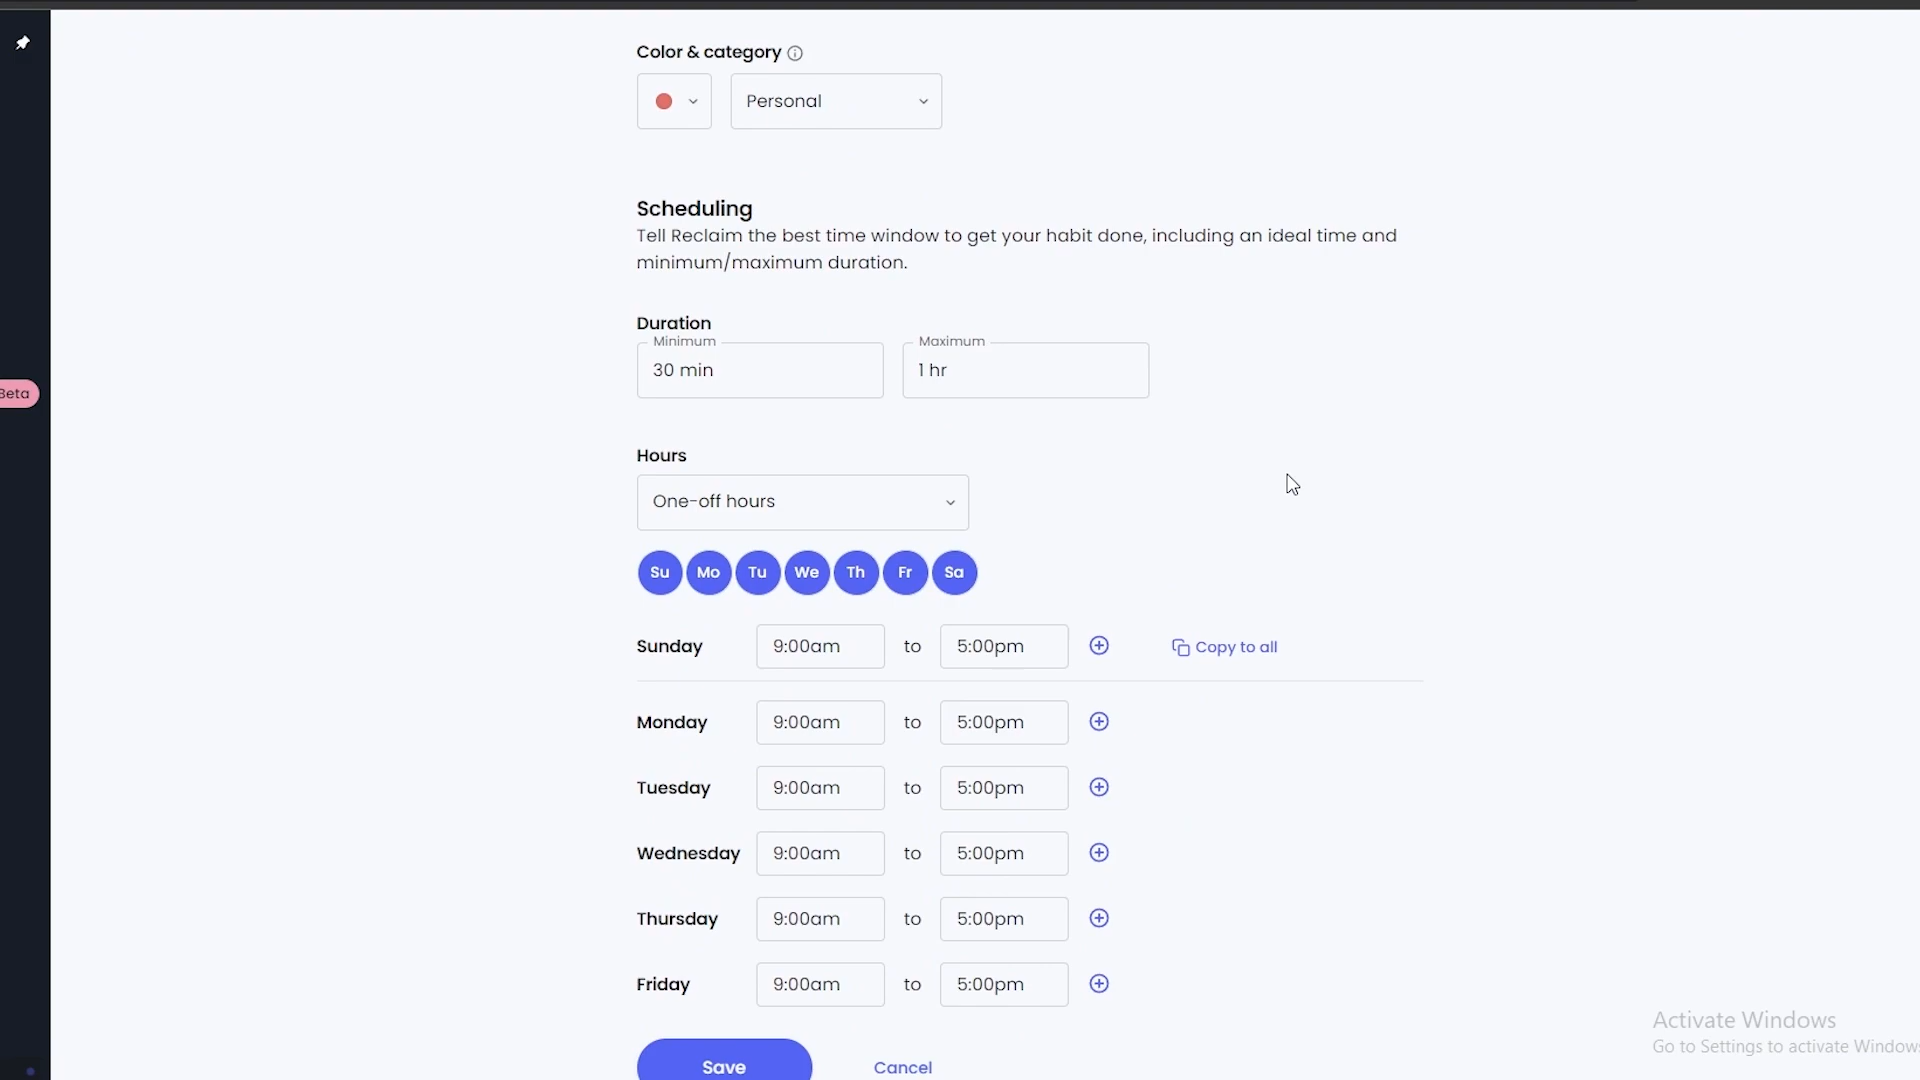 Color & category
Personal
Scheduling
Tell Reclaim the best time window to get your habit done, including an ideal time and
minimum/maximum duration.
Duration
Minimum
Maximum
30 min
1 hr
Beta
Hours
One-off hours
Su Mo Tu We Th Fr Sa
Sunday 9:00am to 5:00pm Copy to all
Monday 9:00am to 5:00pm
Tuesday 9:00am to 5:00pm
Wednesday 9:00am to 5:00pm
Thursday 9:00am to 5:00pm
Friday 9:00am to 5:00pm
Save Cancel
Activate Windows
Go to Settings to activate Windows